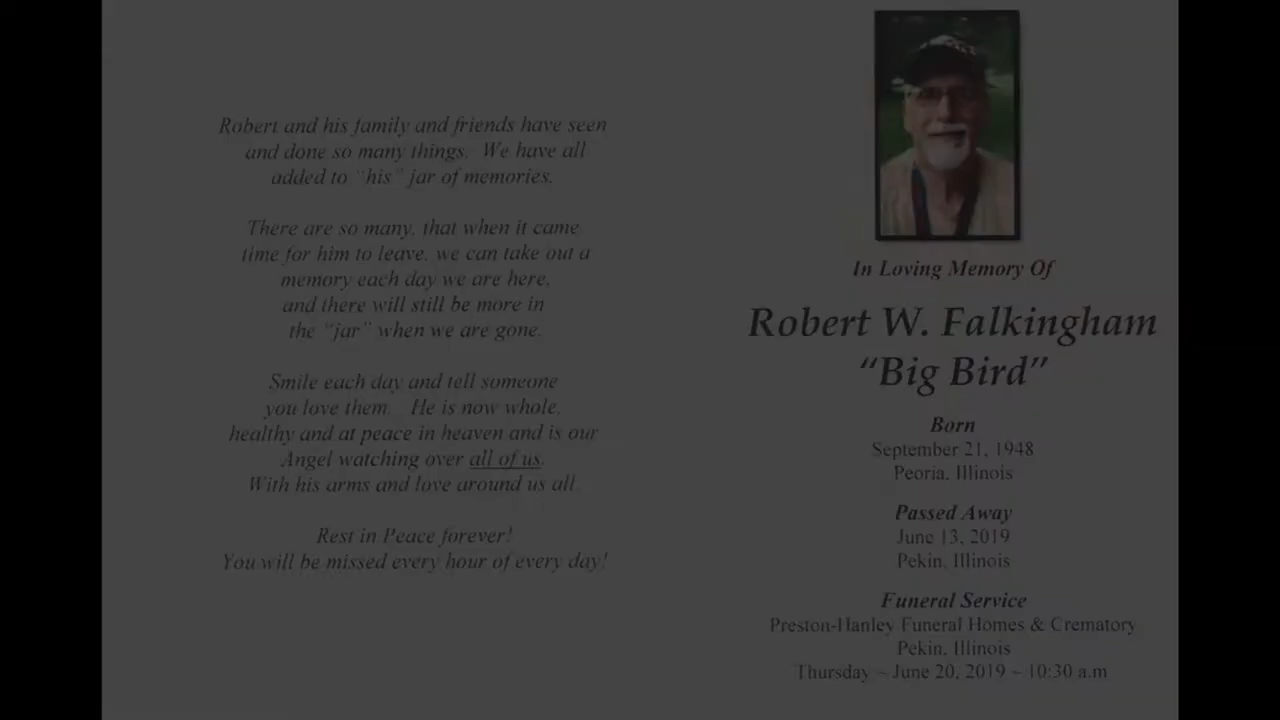 Robert and his family and friends have seen
and done so many things. We have all
added to "his" jar of memories.
There are so many, that when it came
time for him to leave, we can take out a
memory each day we are here,
and there will still be more in
the "jar" when we are gone.
Smile each day and tell someone
you love them. He is now whole,
healthy and at peace in heaven and is our
Angel watching over all of us.
With his arms and love around us all.
Rest in Peace forever!
You will be missed every hour of every day!
In Loving Memory Of
Robert W. Falkingham
"Big Bird"
Born
September 21, 1948
Peoria, Illinois
Passed Away
June 13, 2019
Pekin, Illinois
Funeral Service
Preston-Hanley Funeral Homes & Crematory
Pekin, Illinois
Thursday ~ June 20, 2019 ~ 10:30 a.m